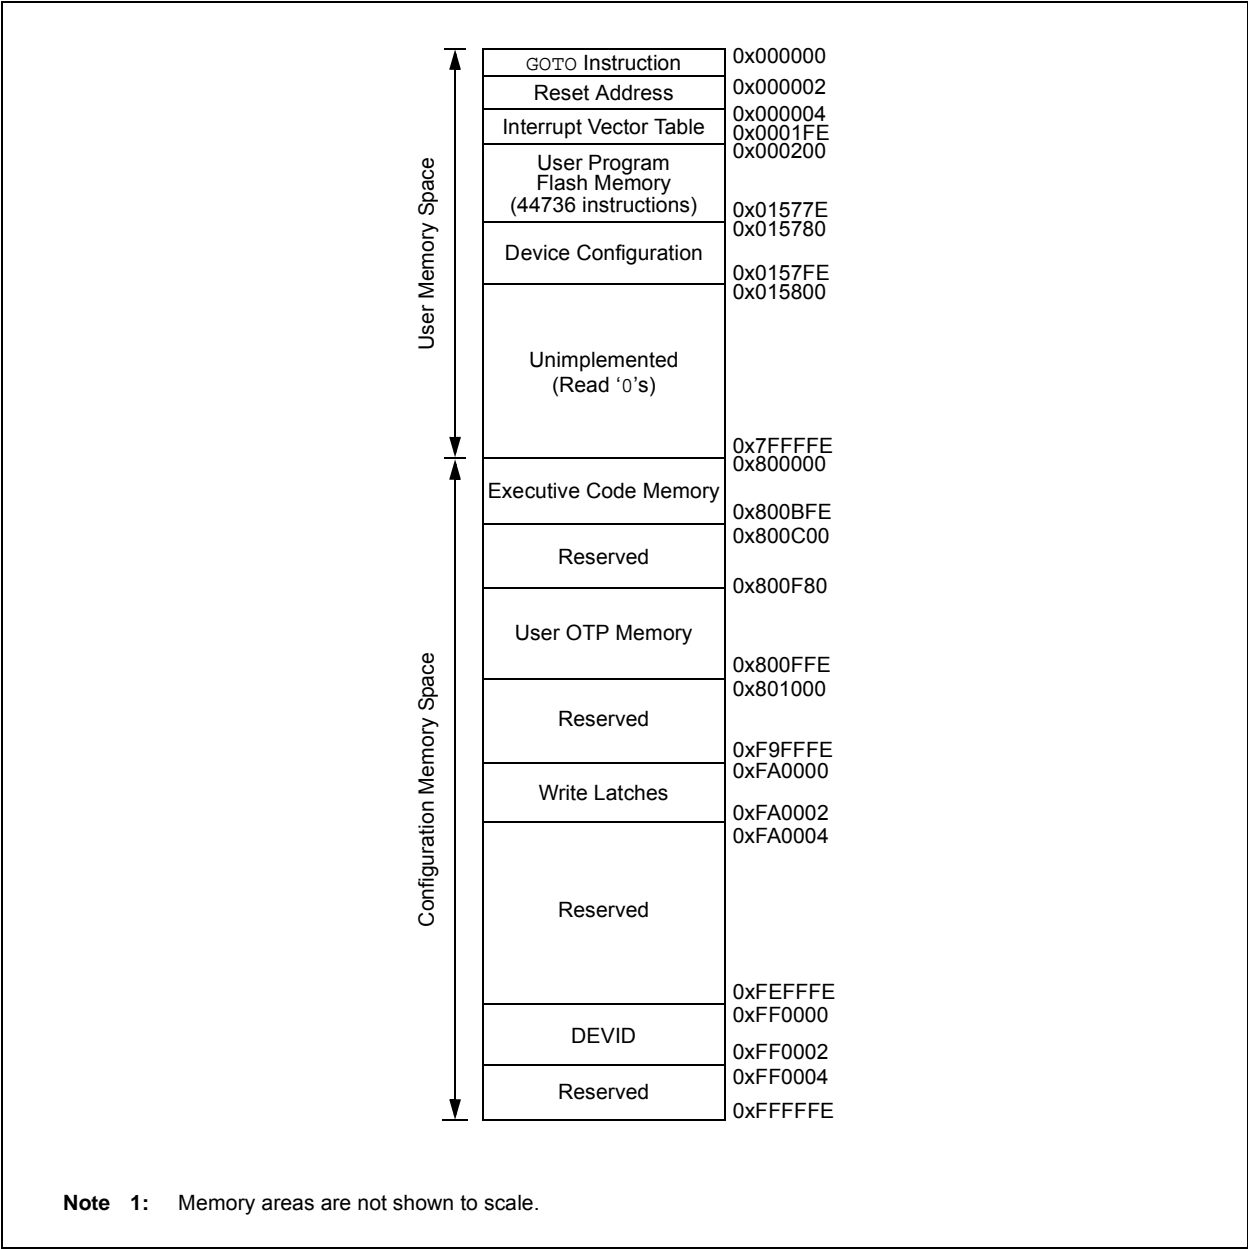 User Memory Space
GOTO Instruction
0x000000
Reset Address
0x000002
Interrupt Vector Table
0x000004
0x0001FE
User Program
Flash Memory
(44736 instructions)
0x000200
0x01577E
Device Configuration
0x015780
0x0157FE
Unimplemented
(Read ‘0’s)
0x015800
0x7FFFFE
Configuration Memory Space
Executive Code Memory
0x800000
0x800BFE
Reserved
0x800C00
User OTP Memory
0x800F80
0x800FFE
Reserved
0x801000
0xF9FFFE
Write Latches
0xFA0000
0xFA0002
Reserved
0xFA0004
0xFEFFFE
DEVID
0xFF0000
0xFF0002
Reserved
0xFF0004
0xFFFFFE
Note 1: Memory areas are not shown to scale.